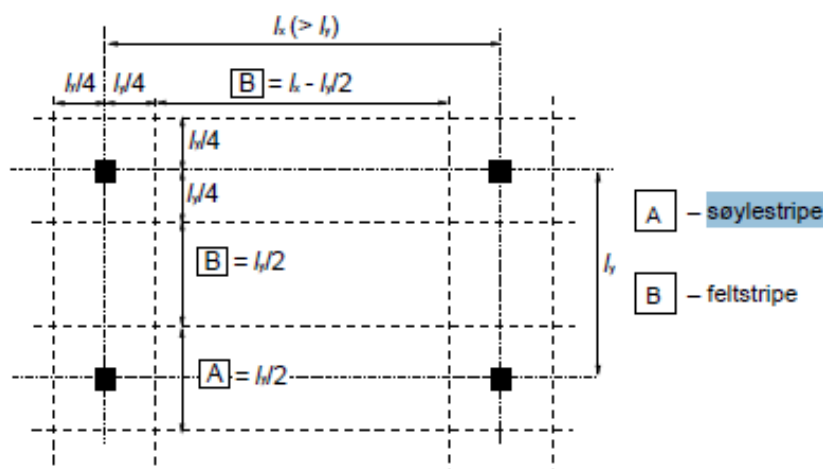 lx (> ly)
ly/4 ly/4 B = lx - ly/2
ly/4
ly/4
A – søylestripe
B = ly/2
ly
B – feltstripe
A = ly/2